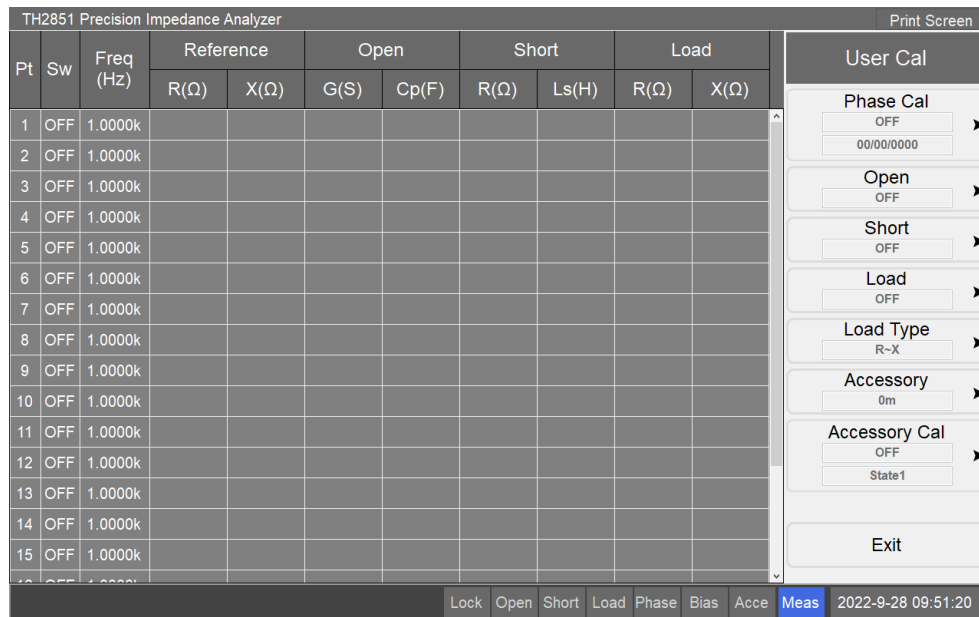 TH2851 Precision Impedance Analyzer Print Screen
Pt Sw Freq (Hz) Reference Open Short Load
R(Ω) X(Ω) G(S) Cp(F) R(Ω) Ls(H) R(Ω) X(Ω)
1 OFF 1.0000k
2 OFF 1.0000k
3 OFF 1.0000k
4 OFF 1.0000k
5 OFF 1.0000k
6 OFF 1.0000k
7 OFF 1.0000k
8 OFF 1.0000k
9 OFF 1.0000k
10 OFF 1.0000k
11 OFF 1.0000k
12 OFF 1.0000k
13 OFF 1.0000k
14 OFF 1.0000k
15 OFF 1.0000k
User Cal
Phase Cal
OFF
00/00/0000
Open
OFF
Short
OFF
Load
OFF
Load Type
R~X
Accessory
0m
Accessory Cal
OFF
State1
Exit
Lock Open Short Load Phase Bias Acce Meas 2022-9-28 09:51:20